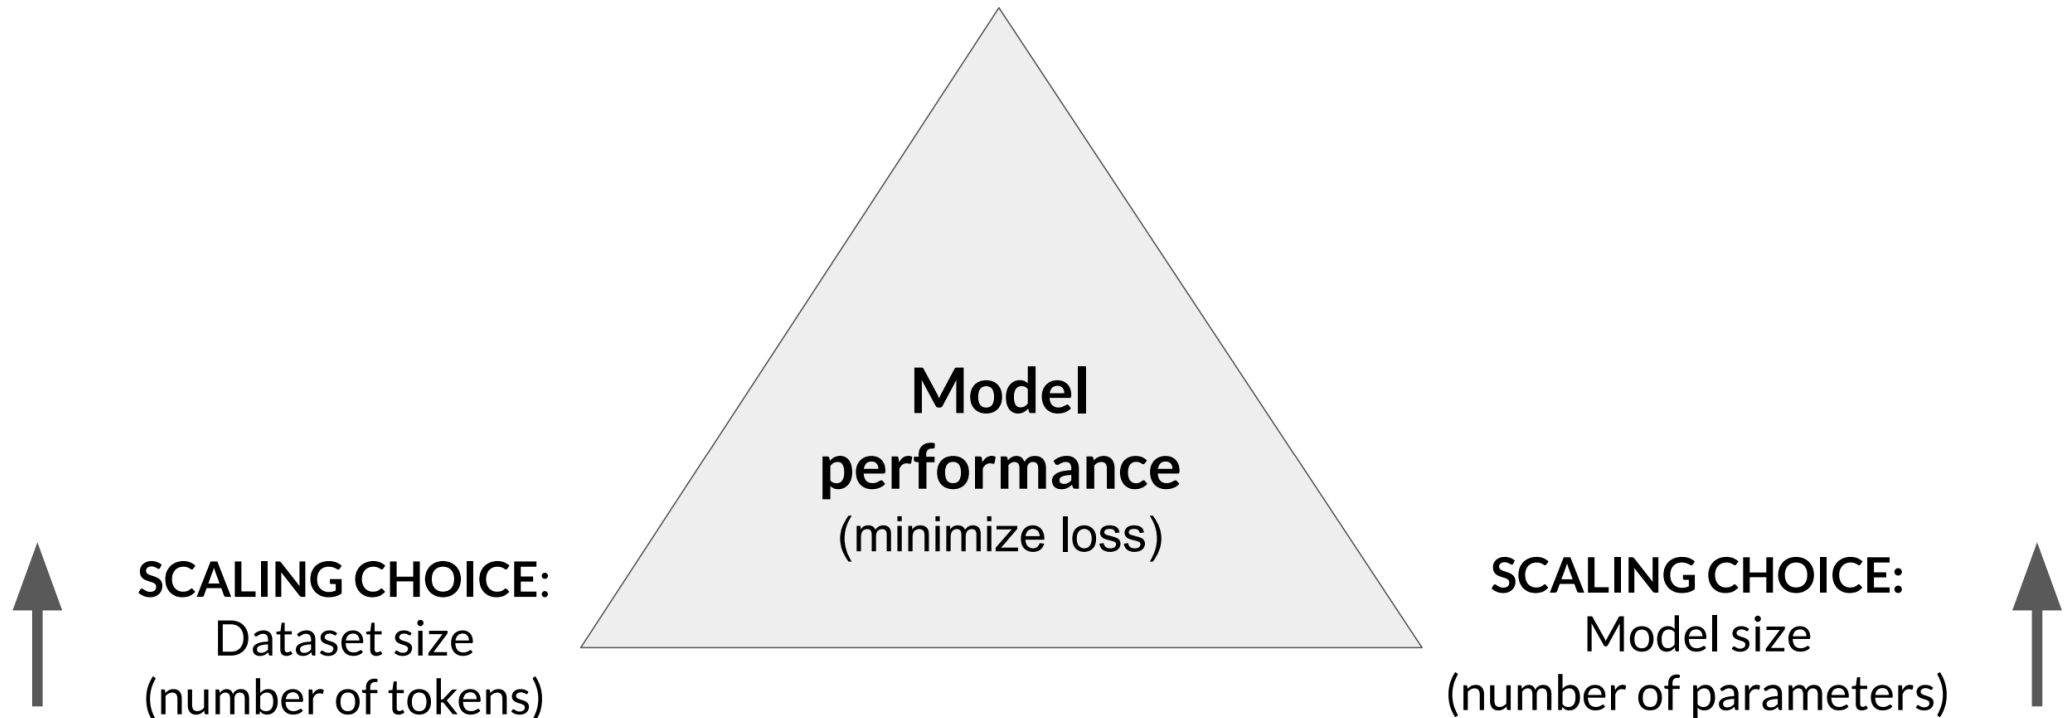 Model
performance
(minimize loss)
SCALING CHOICE:
Dataset size
(number of tokens)
SCALING CHOICE:
Model size
(number of parameters)